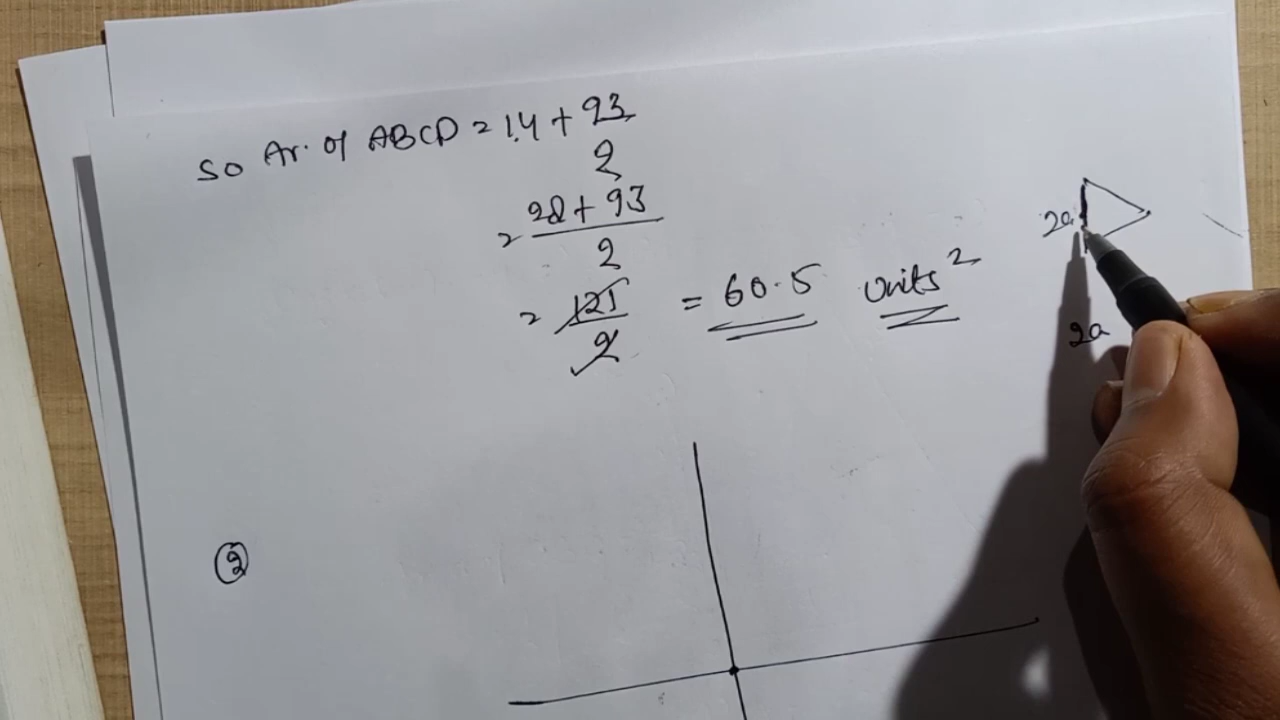 So Ar. of ABCD = 14 + 93
2
= 28 + 93
2
= 121 = 60.5 Units²
2
2a
2a
②